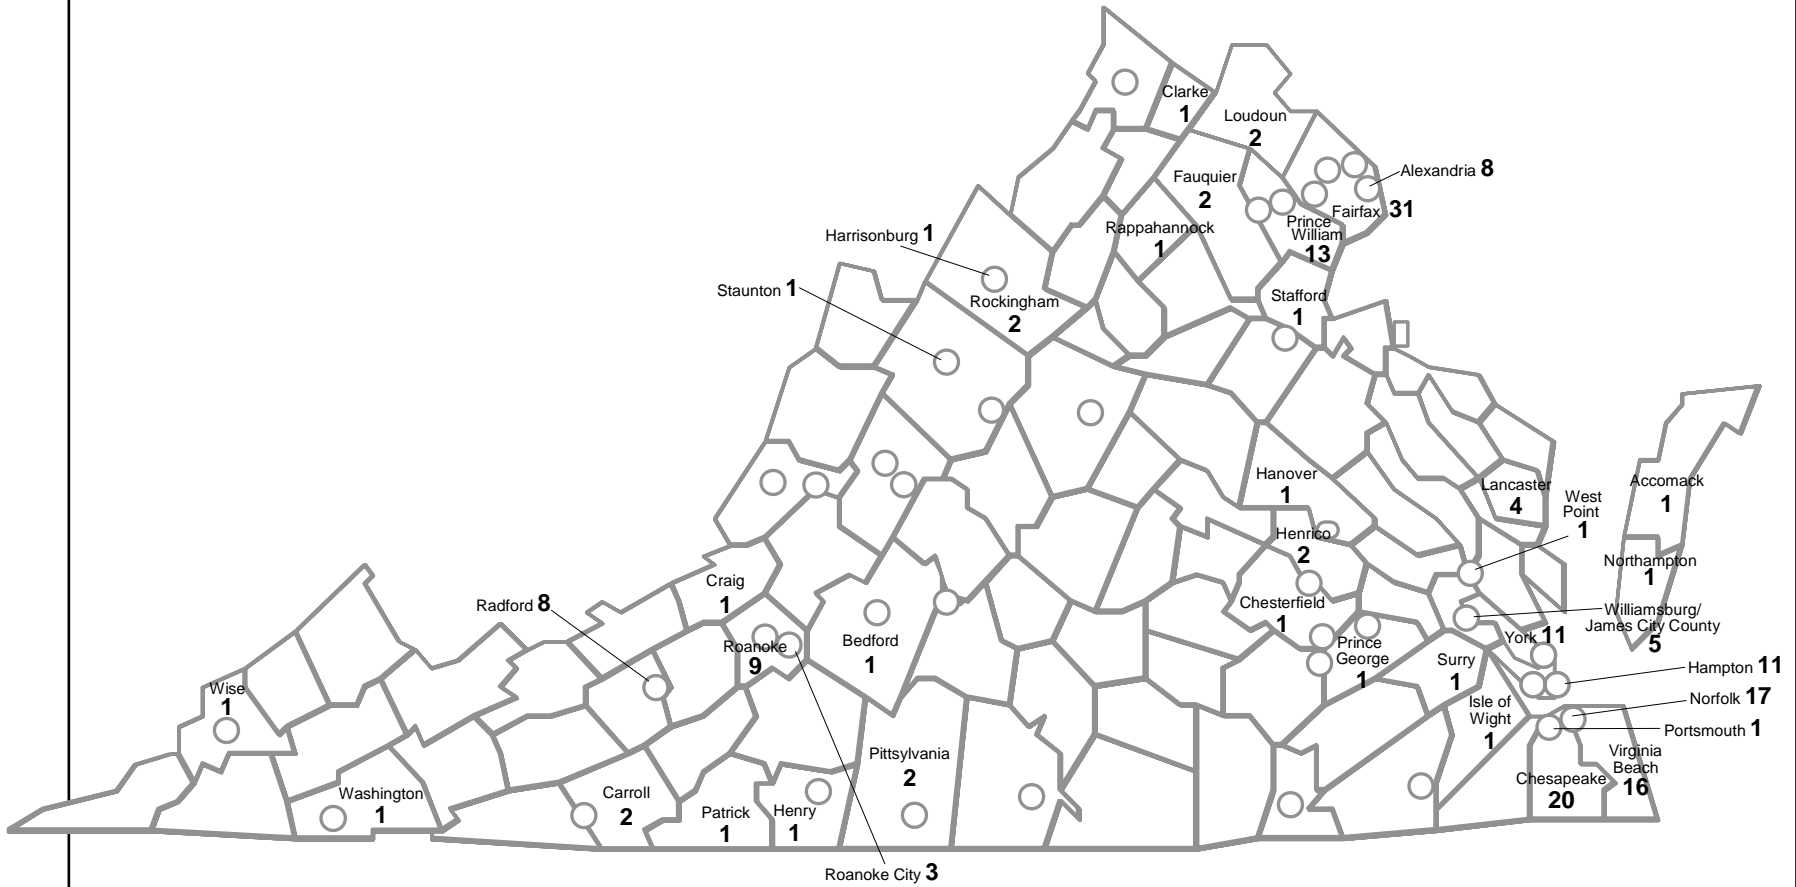 Clarke
1
Loudoun
2
Alexandria 8
Fauquier
2
Fairfax 31
Prince
William
13
Rappahannock
1
Harrisonburg 1
Staunton 1
Rockingham
2
Stafford
1
Hanover
1
Lancaster
4
Accomack
1
West
Point
1
Henrico
2
Northampton
1
Craig
1
Radford 8
Chesterfield
1
Williamsburg/
James City County
5
Bedford
1
Roanoke
9
Prince
George
1
York 11
Surry
1
Hampton 11
Wise
1
Norfolk 17
Isle of
Wight
1
Portsmouth 1
Pittsylvania
2
Virginia
Beach
16
Chesapeake
20
Washington
1
Carroll
2
Patrick
1
Henry
1
Roanoke City 3